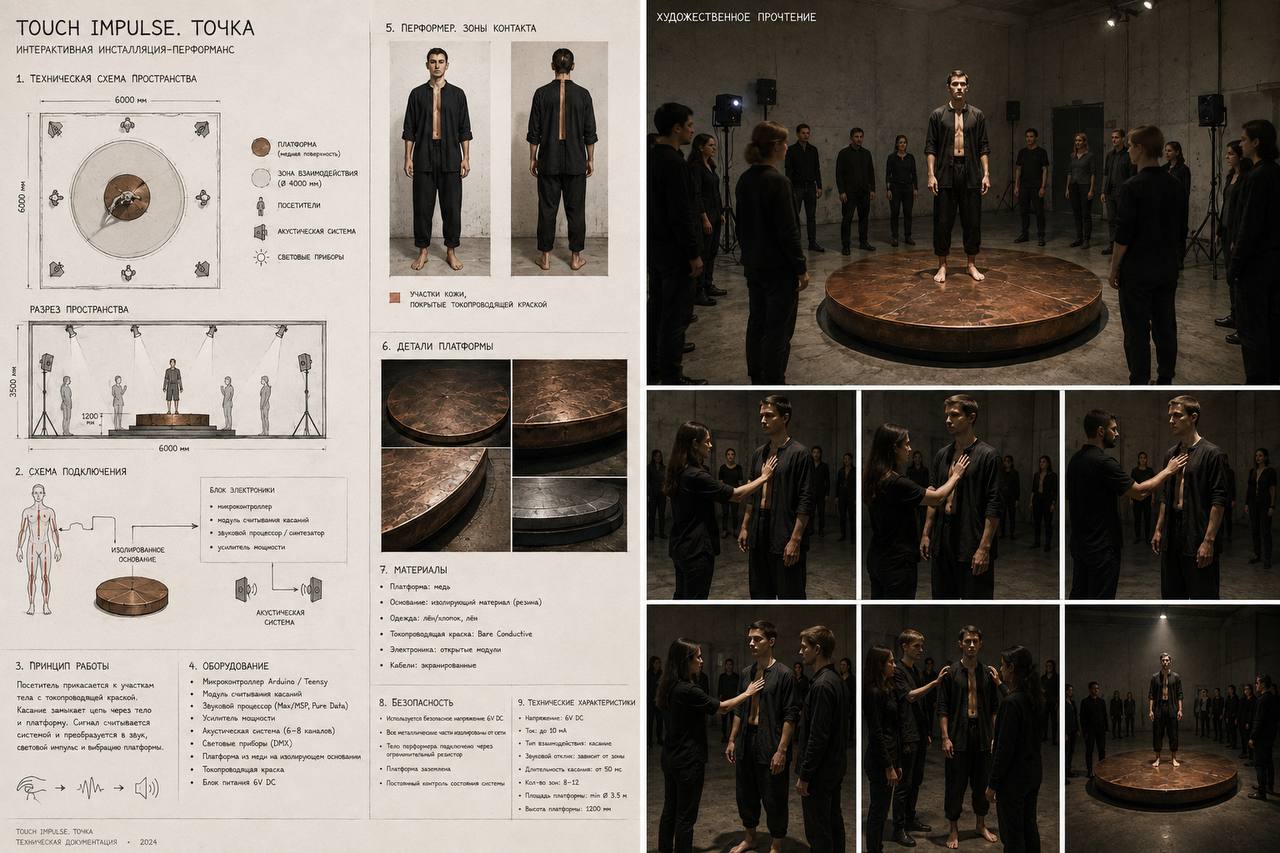 TOUCH IMPULSE. ТОЧКА
ИНТЕРАКТИВНАЯ ИНСТАЛЛЯЦИЯ-ПЕРФОРМАНС
1. ТЕХНИЧЕСКАЯ СХЕМА ПРОСТРАНСТВА
6000 мм
6000 мм
ПЛАТФОРМА
(медная поверхность)
ЗОНА ВЗАИМОДЕЙСТВИЯ
(Ø 4000 мм)
ПОСЕТИТЕЛИ
АКУСТИЧЕСКАЯ СИСТЕМА
СВЕТОВЫЕ ПРИБОРЫ
РАЗРЕЗ ПРОСТРАНСТВА
3500 мм
1200
мм
6000 мм
2. СХЕМА ПОДКЛЮЧЕНИЯ
БЛОК ЭЛЕКТРОНИКИ
• микроконтроллер
• модуль считывания касаний
• звуковой процессор / синтезатор
• усилитель мощности
ИЗОЛИРОВАННОЕ
ОСНОВАНИЕ
АКУСТИЧЕСКАЯ
СИСТЕМА
3. ПРИНЦИП РАБОТЫ
Посетитель прикасается к участкам
тела с токопроводящей краской.
Касание замыкает цепь через тело
и платформу. Сигнал считывается
системой и преобразуется в звук,
световой импульс и вибрацию платформы.
4. ОБОРУДОВАНИЕ
• Микроконтроллер Arduino / Teensy
• Модуль считывания касаний
• Звуковой процессор (Max/MSP, Pure Data)
• Усилитель мощности
• Акустическая система (6–8 каналов)
• Световые приборы (DMX)
• Платформа из меди на изолирующем основании
• Токопроводящая краска
• Блок питания 6V DC
TOUCH IMPULSE. ТОЧКА
ТЕХНИЧЕСКАЯ ДОКУМЕНТАЦИЯ • 2024
5. ПЕРФОРМЕР. ЗОНЫ КОНТАКТА
УЧАСТКИ КОЖИ,
ПОКРЫТЫЕ ТОКОПРОВОДЯЩЕЙ КРАСКОЙ
6. ДЕТАЛИ ПЛАТФОРМЫ
7. МАТЕРИАЛЫ
• Платформа: медь
• Основание: изолирующий материал (резина)
• Одежда: лён/хлопок, лён
• Токопроводящая краска: Bare Conductive
• Электроника: открытые модули
• Кабели: экранированные
8. БЕЗОПАСНОСТЬ
• Используется безопасное напряжение 6V DC
• Все металлические части изолированы от сети
• Тело перформера подключено через
ограничительный резистор
• Платформа заземлена
• Постоянный контроль состояния системы
9. ТЕХНИЧЕСКИЕ ХАРАКТЕРИСТИКИ
• Напряжение: 6V DC
• Ток: до 10 mA
• Тип взаимодействия: касание
• Звуковой отклик: зависит от зоны
• Длительность касания: от 50 мс
• Кол-во зон: 8–12
• Площадь платформы: min Ø 3.5 м
• Высота платформы: 1200 мм
ХУДОЖЕСТВЕННОЕ ПРОЧТЕНИЕ